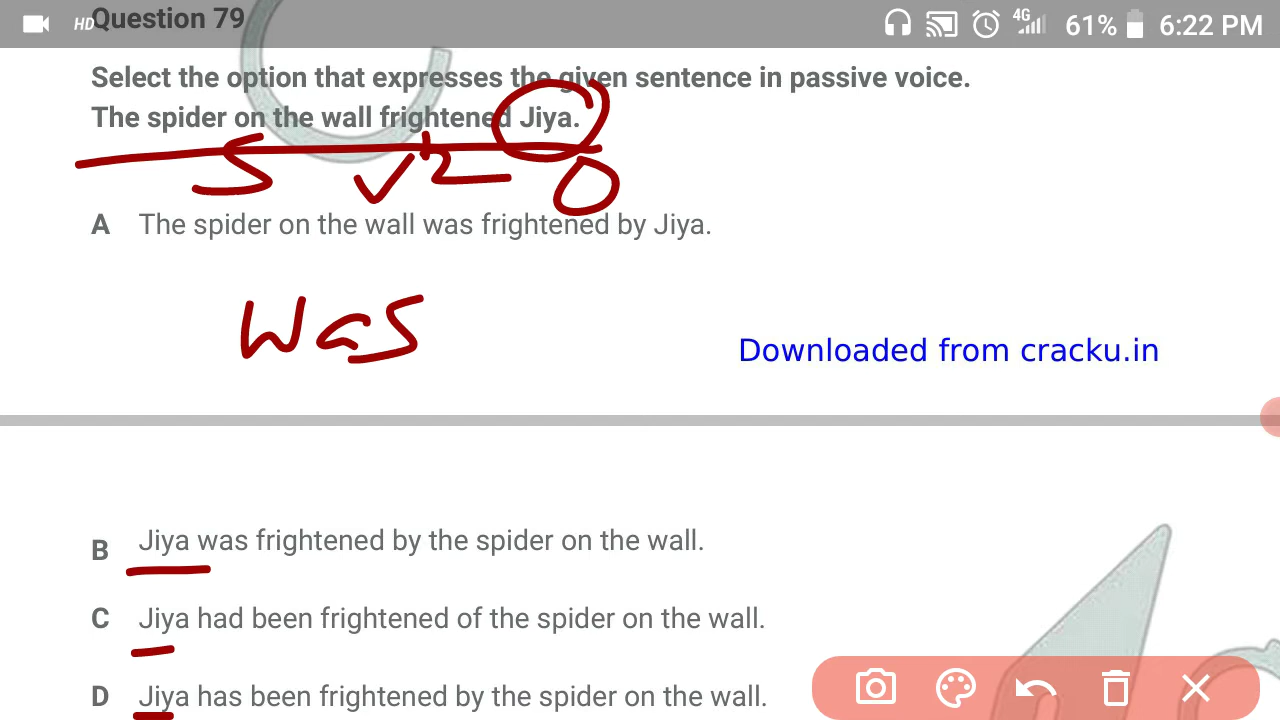 HD Question 79 4G 61% 6:22 PM
Select the option that expresses the given sentence in passive voice.
The spider on the wall frightened Jiya.
S V2 O
A The spider on the wall was frightened by Jiya.
was
Downloaded from cracku.in
B Jiya was frightened by the spider on the wall.
C Jiya had been frightened of the spider on the wall.
D Jiya has been frightened by the spider on the wall.